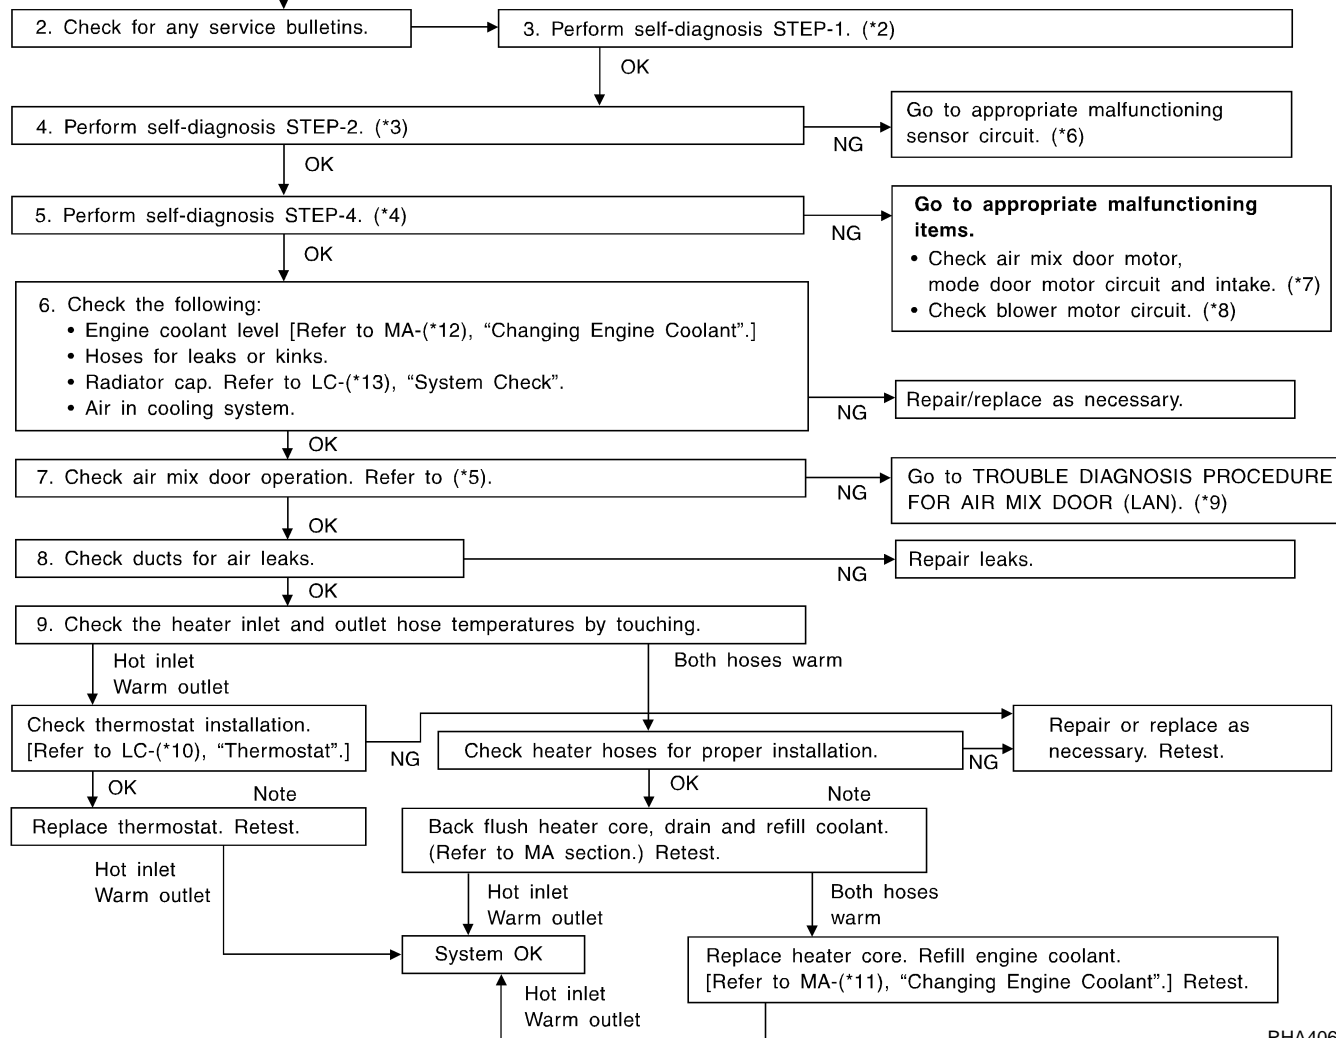 2. Check for any service bulletins.
3. Perform self-diagnosis STEP-1. (*2)
OK
4. Perform self-diagnosis STEP-2. (*3)
NG
Go to appropriate malfunctioning
sensor circuit. (*6)
OK
5. Perform self-diagnosis STEP-4. (*4)
NG
Go to appropriate malfunctioning
items.
• Check air mix door motor,
mode door motor circuit and intake. (*7)
• Check blower motor circuit. (*8)
OK
6. Check the following:
• Engine coolant level [Refer to MA-(*12), “Changing Engine Coolant”.]
• Hoses for leaks or kinks.
• Radiator cap. Refer to LC-(*13), “System Check”.
• Air in cooling system.
NG
Repair/replace as necessary.
OK
7. Check air mix door operation. Refer to (*5).
NG
Go to TROUBLE DIAGNOSIS PROCEDURE
FOR AIR MIX DOOR (LAN). (*9)
OK
8. Check ducts for air leaks.
NG
Repair leaks.
OK
9. Check the heater inlet and outlet hose temperatures by touching.
Hot inlet
Warm outlet
Both hoses warm
Check thermostat installation.
[Refer to LC-(*10), “Thermostat”.]
NG
Check heater hoses for proper installation.
NG
Repair or replace as
necessary. Retest.
OK
Note
Replace thermostat. Retest.
OK
Note
Back flush heater core, drain and refill coolant.
(Refer to MA section.) Retest.
Hot inlet
Warm outlet
Hot inlet
Warm outlet
Both hoses
warm
System OK
Replace heater core. Refill engine coolant.
[Refer to MA-(*11), “Changing Engine Coolant”.] Retest.
Hot inlet
Warm outlet
RHA406